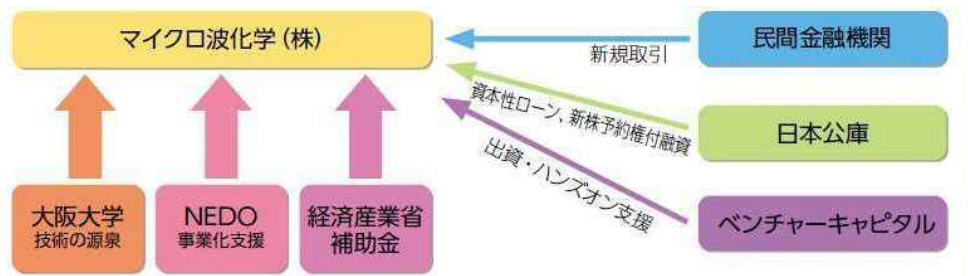 マイクロ波化学(株)
民間金融機関
新規取引
資本性ローン、新株予約権付融資
日本公庫
出資・ハンズオン支援
ベンチャーキャピタル
大阪大学
技術の源泉
NEDO
事業化支援
経済産業省
補助金